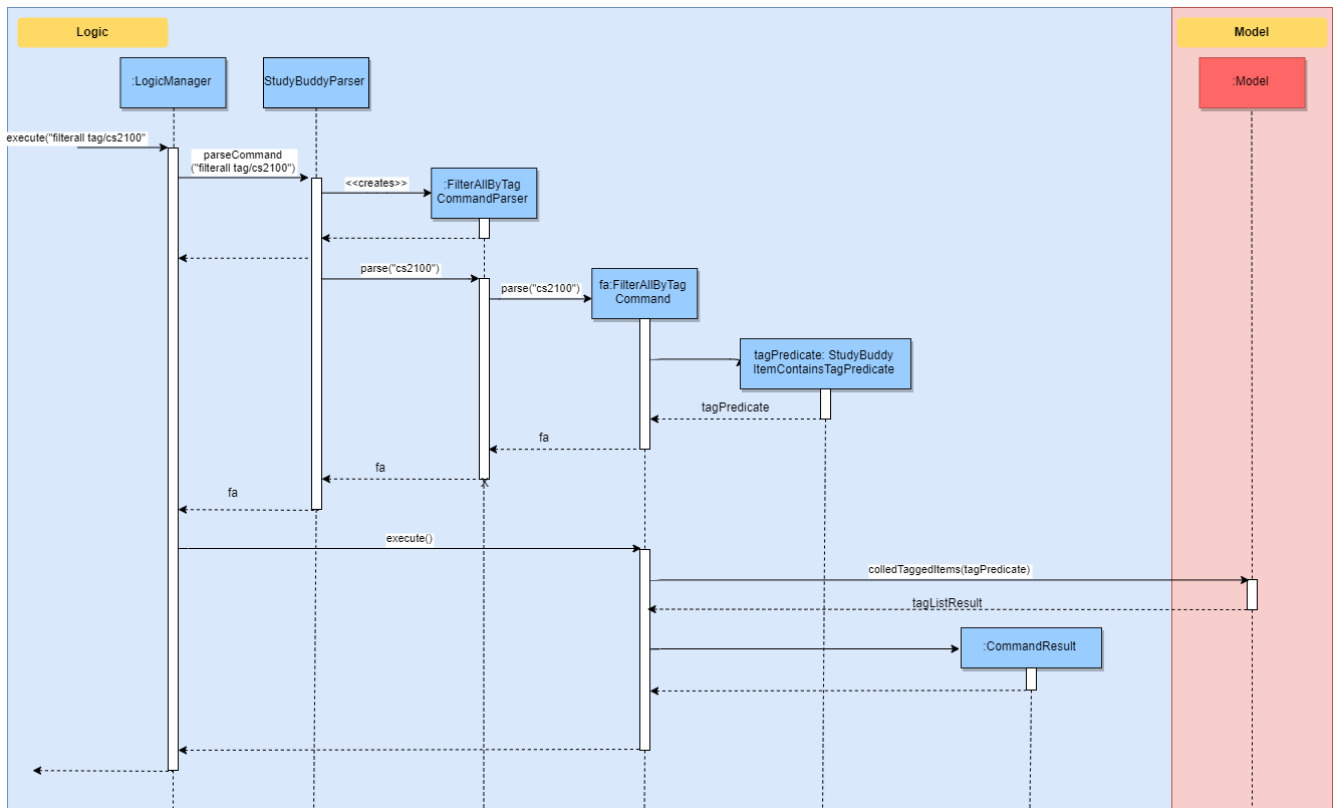 Logic
Model
:LogicManager
StudyBuddyParser
:Model
execute("filterall tag/cs2100"
parseCommand
("filterall tag/cs2100")
<<creates>>
:FilterAllByTag
CommandParser
parse("cs2100")
parse("cs2100")
fa:FilterAllByTag
Command
tagPredicate: StudyBuddy
ItemContainsTagPredicate
tagPredicate
fa
fa
fa
execute()
colledTaggedItems(tagPredicate)
tagListResult
:CommandResult